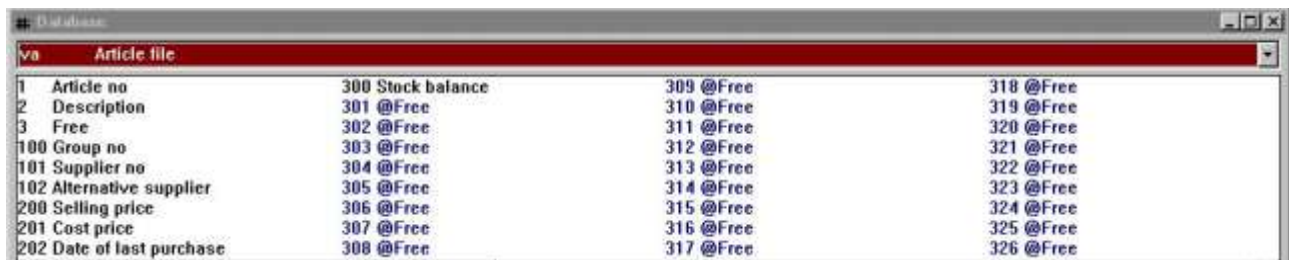 Database
va Article file
1 Article no 300 Stock balance 309 @Free 318 @Free
2 Description 301 @Free 310 @Free 319 @Free
3 Free 302 @Free 311 @Free 320 @Free
100 Group no 303 @Free 312 @Free 321 @Free
101 Supplier no 304 @Free 313 @Free 322 @Free
102 Alternative supplier 305 @Free 314 @Free 323 @Free
200 Selling price 306 @Free 315 @Free 324 @Free
201 Cost price 307 @Free 316 @Free 325 @Free
202 Date of last purchase 308 @Free 317 @Free 326 @Free